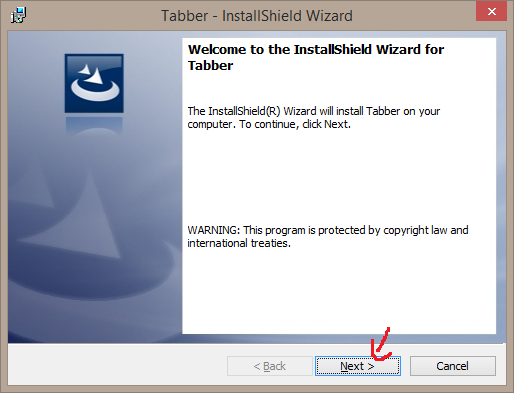 Tabber - InstallShield Wizard
Welcome to the InstallShield Wizard for
Tabber
The InstallShield(R) Wizard will install Tabber on your
computer. To continue, click Next.
WARNING: This program is protected by copyright law and
international treaties.
< Back
Next >
Cancel